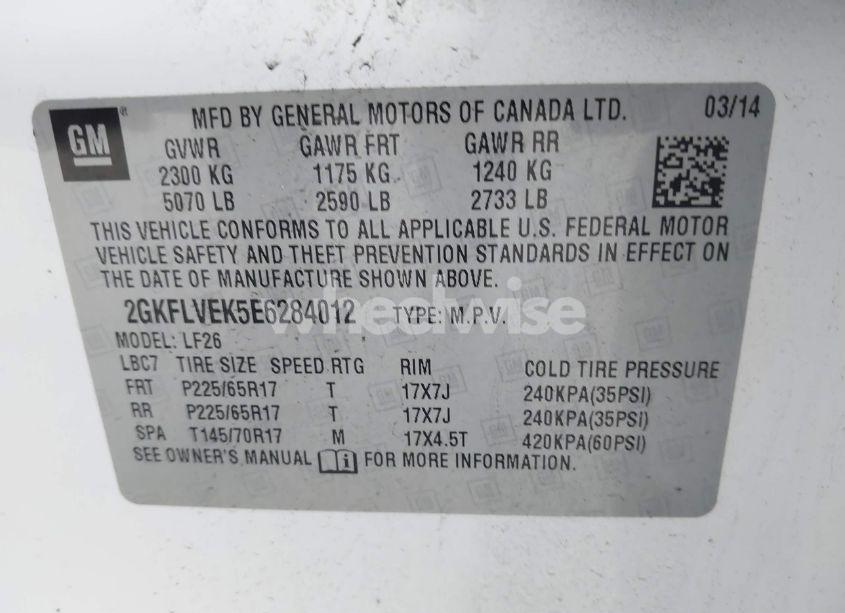 GM
®
MFD BY GENERAL MOTORS OF CANADA LTD. 03/14
GVWR GAWR FRT GAWR RR
2300 KG 1175 KG 1240 KG
5070 LB 2590 LB 2733 LB
THIS VEHICLE CONFORMS TO ALL APPLICABLE U.S. FEDERAL MOTOR
VEHICLE SAFETY AND THEFT PREVENTION STANDARDS IN EFFECT ON
THE DATE OF MANUFACTURE SHOWN ABOVE.
2GKFLVEK5E6284012 TYPE: M.P.V.
wheelwise
MODEL: LF26
LBC7 TIRE SIZE SPEED RTG RIM COLD TIRE PRESSURE
FRT P225/65R17 T 17X7J 240KPA(35PSI)
RR P225/65R17 T 17X7J 240KPA(35PSI)
SPA T145/70R17 M 17X4.5T 420KPA(60PSI)
SEE OWNER'S MANUAL i FOR MORE INFORMATION.